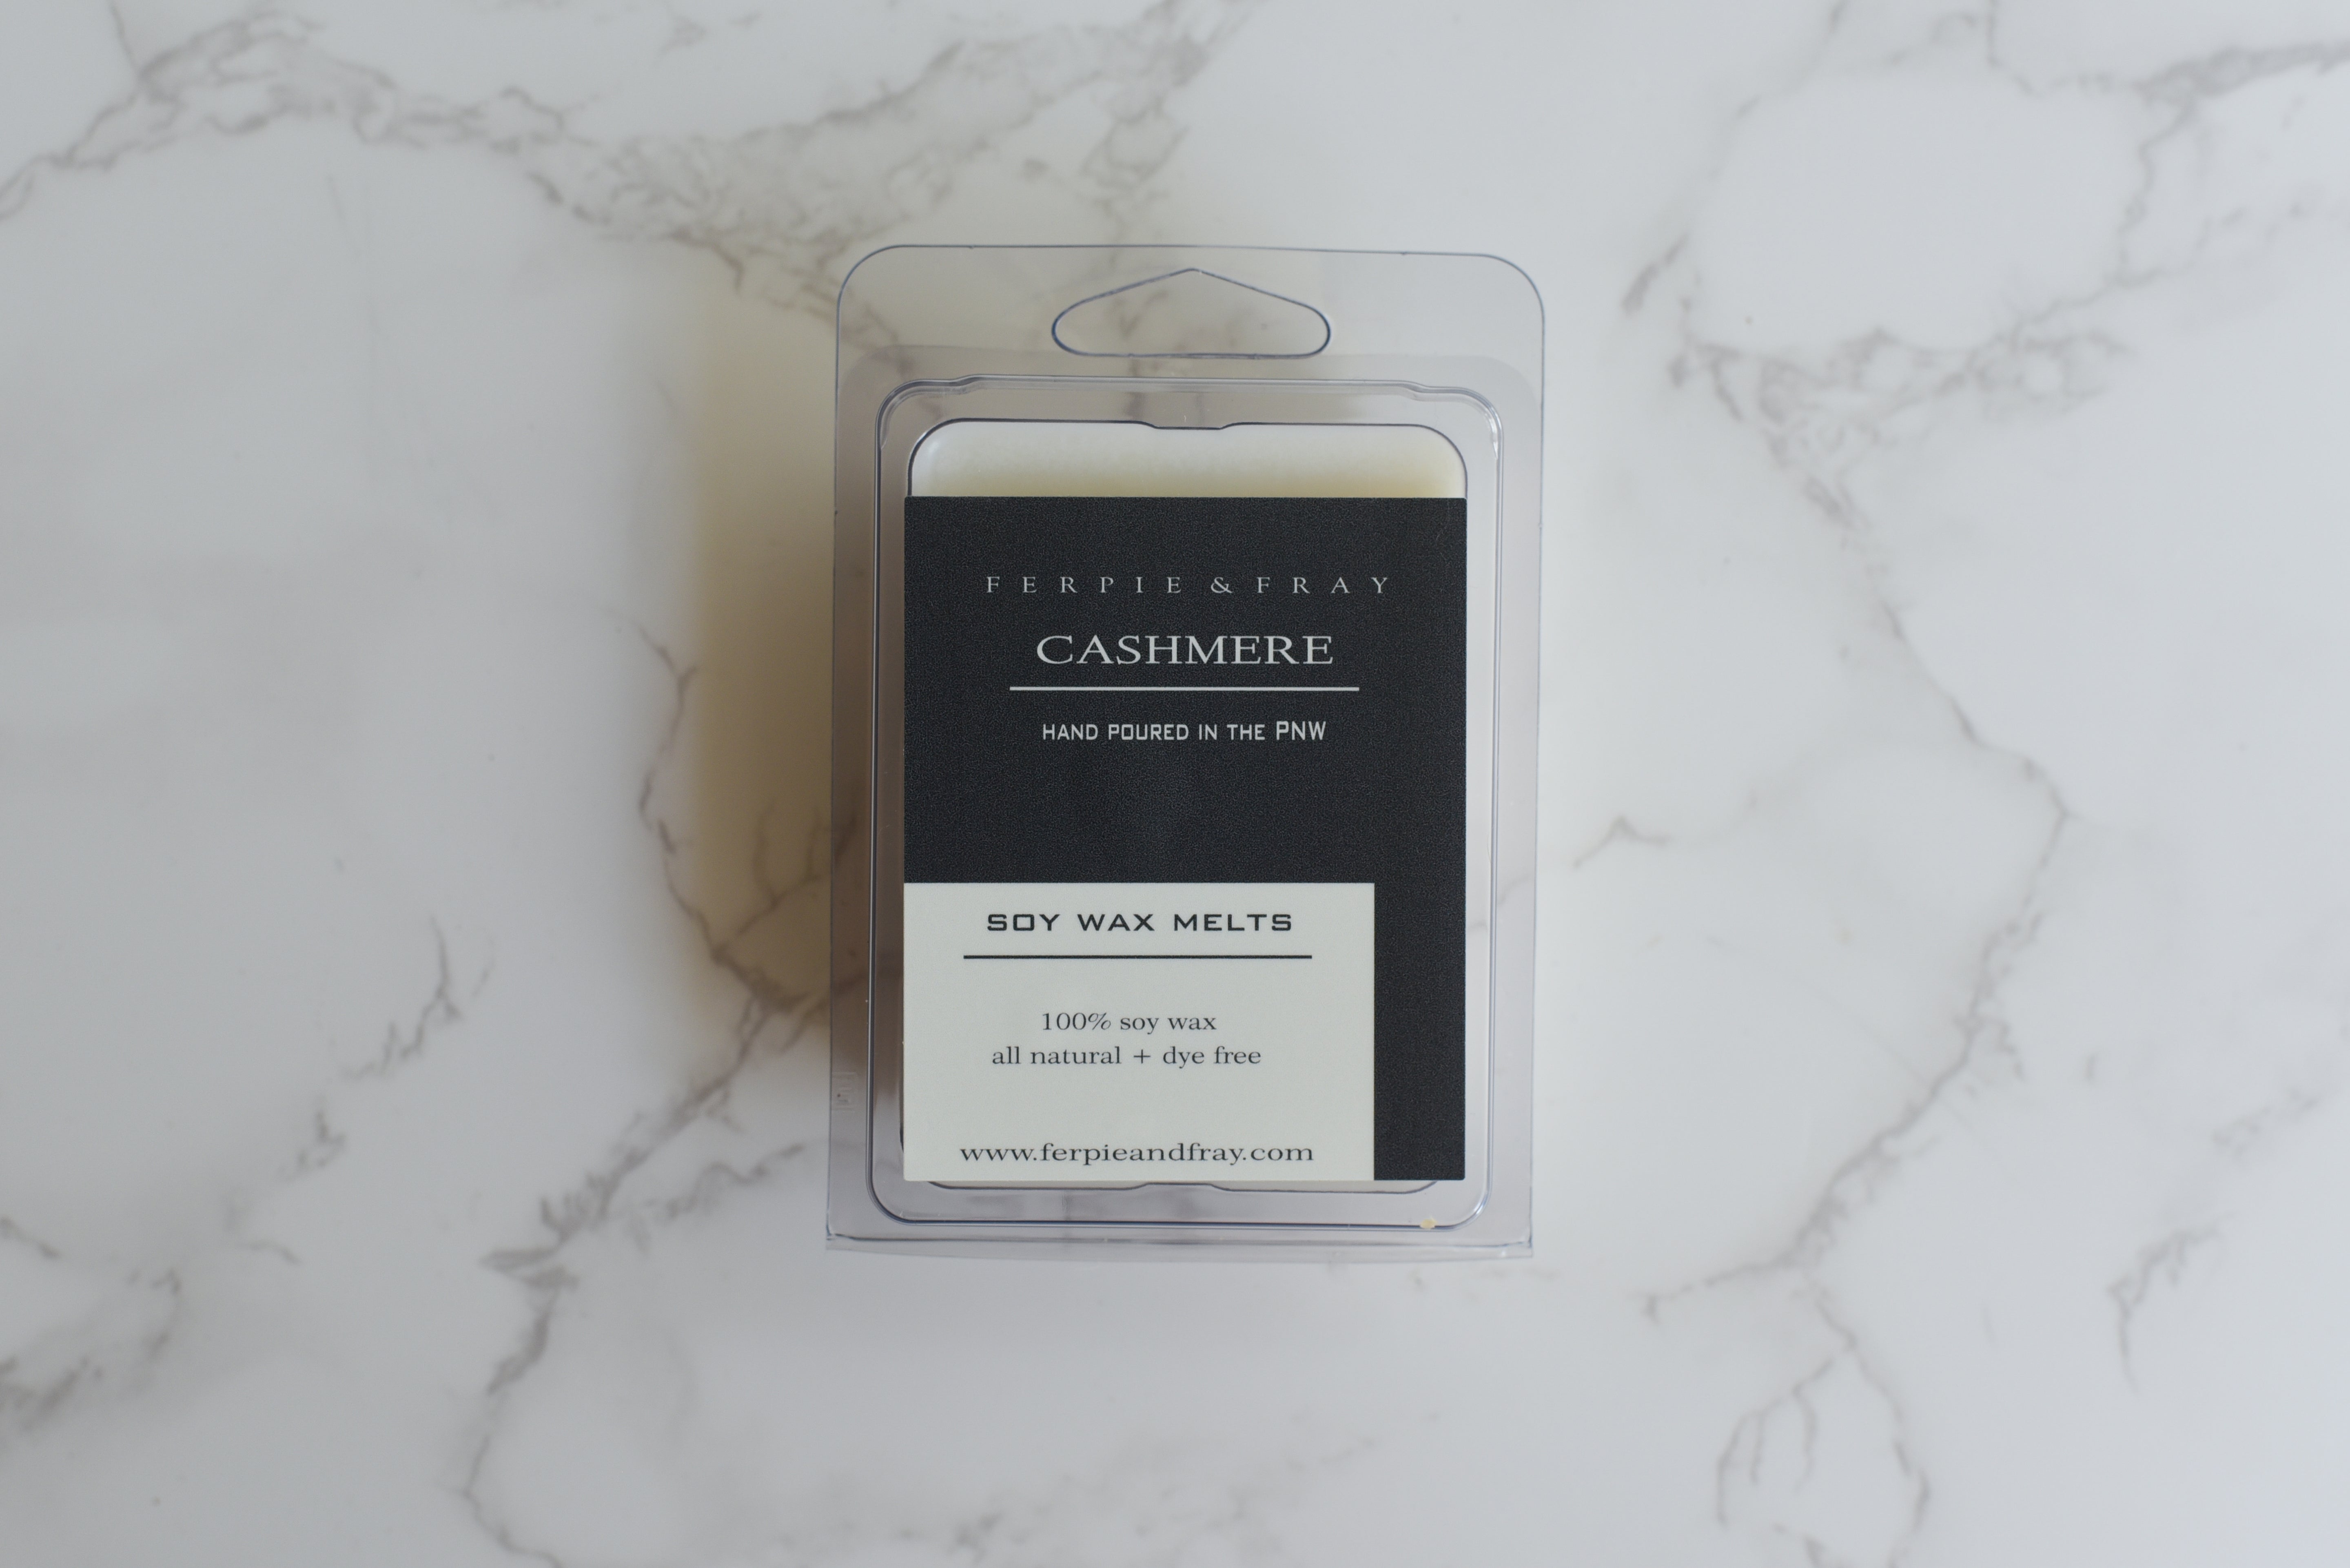 FERPIE & FRAY
CASHMERE
HAND POURED IN THE PNW
SOY WAX MELTS
100% soy wax
all natural + dye free
www.ferpieandfray.com